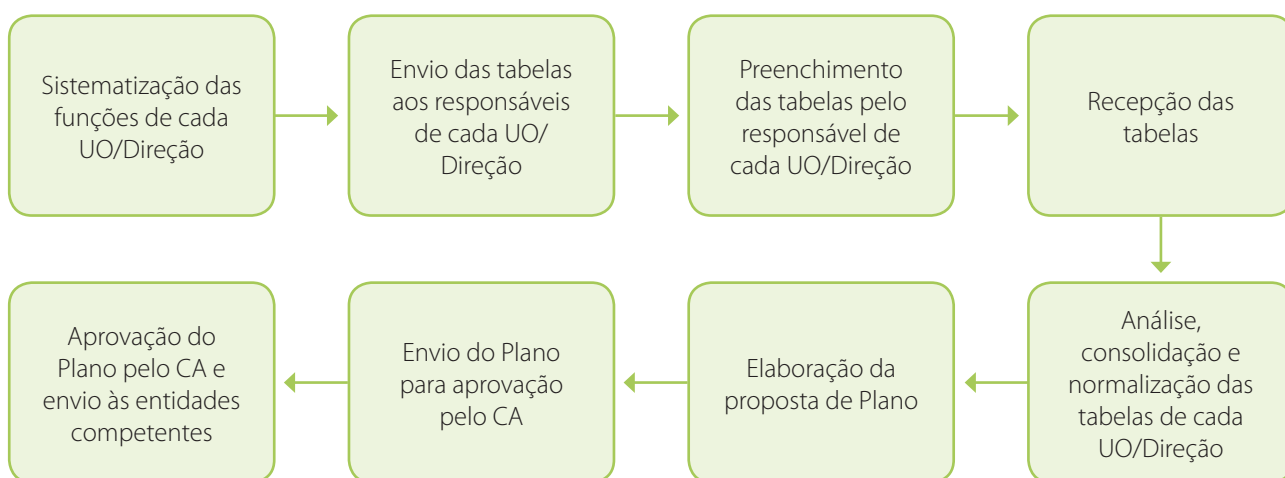 Sistematização das
funções de cada
UO/Direção
Envio das tabelas
aos responsáveis
de cada UO/
Direção
Preenchimento
das tabelas pelo
responsável de
cada UO/Direção
Recepção das
tabelas
Análise,
consolidação e
normalização das
tabelas de cada
UO/Direção
Elaboração da
proposta de Plano
Envio do Plano
para aprovação
pelo CA
Aprovação do
Plano pelo CA e
envio às entidades
competentes